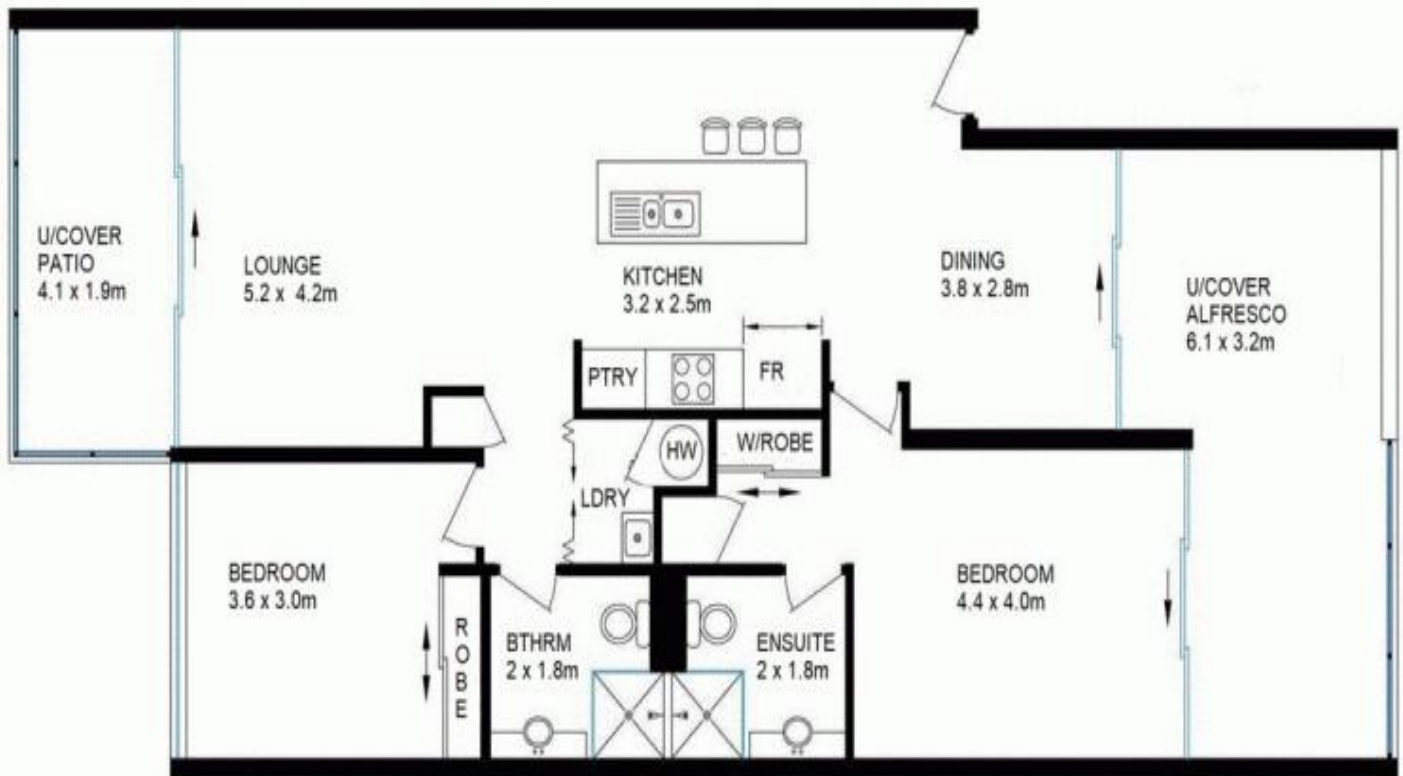 U/COVER
PATIO
4.1 x 1.9m
LOUNGE
5.2 x 4.2m
KITCHEN
3.2 x 2.5m
DINING
3.8 x 2.8m
U/COVER
ALFRESCO
6.1 x 3.2m
PTRY
FR
HW
W/ROBE
LDRY
BEDROOM
3.6 x 3.0m
ROBE
BTHRM
2 x 1.8m
ENSUITE
2 x 1.8m
BEDROOM
4.4 x 4.0m